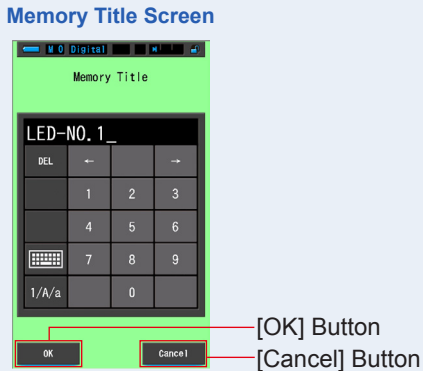 Memory Title Screen
M 0 Digital
Memory Title
LED-NO.1_
DEL ← →
1 2 3
4 5 6
7 8 9
1/A/a 0
OK Cancel
[OK] Button
[Cancel] Button